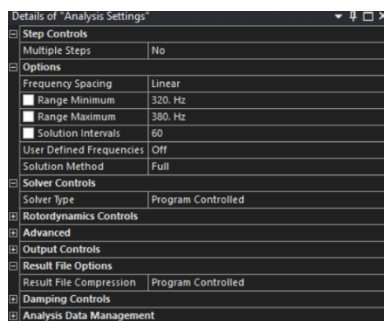 Details of "Analysis Settings"
Step Controls
Multiple Steps No
Options
Frequency Spacing Linear
Range Minimum 320. Hz
Range Maximum 380. Hz
Solution Intervals 60
User Defined Frequencies Off
Solution Method Full
Solver Controls
Solver Type Program Controlled
Rotordynamics Controls
Advanced
Output Controls
Result File Options
Result File Compression Program Controlled
Damping Controls
Analysis Data Management